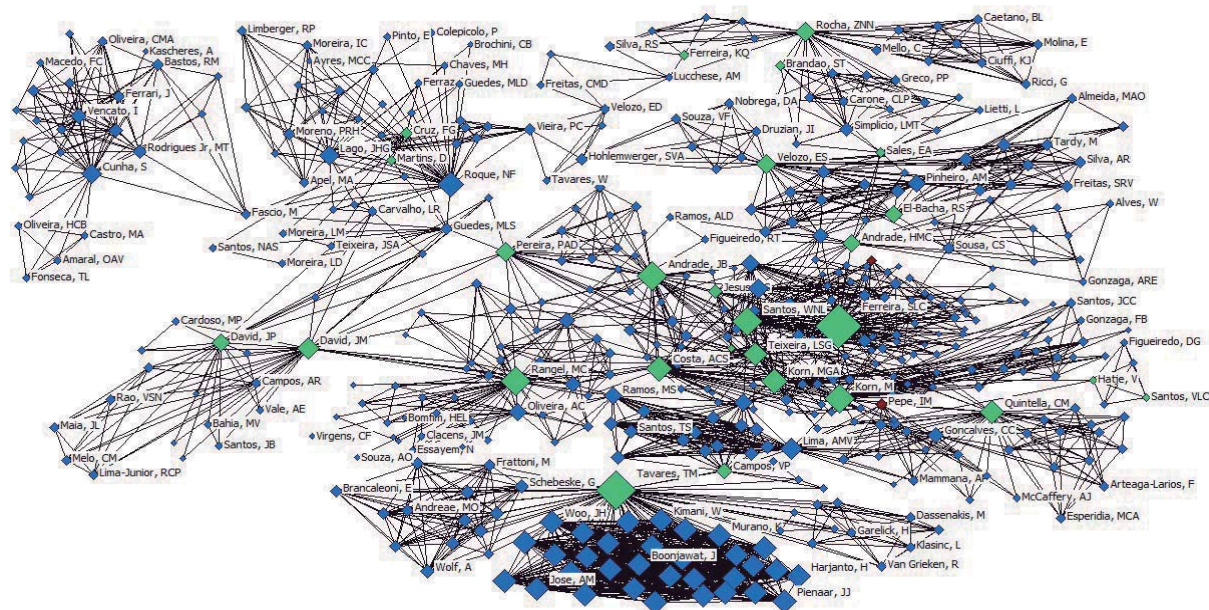 Oliveira, CMA
Kascheres, A
Macedo, FC
Bastos, RM
Ferrari, J
Vencato, I
Rodrigues Jr, MT
Cunha, S
Oliveira, HCB
Castro, MA
Amaral, OAV
Fonseca, TL
Limberger, RP
Moreira, IC
Pinto, E
Colepicolo, P
Brochini, CB
Ayres, MCC
Chaves, MH
Ferraz
Guedes, MLD
Moreno, PRH
Cruz, FG
Lago, JHG
Martins, D
Apel, MA
Roque, NF
Vieira, PC
Fascio, M
Carvalho, LR
Santos, NAS
Moreira, LM
Guedes, MLS
Teixeira, JSA
Moreira, LD
Silva, RS
Ferreira, KQ
Freitas, CMD
Lucchese, AM
Velozo, ED
Hohlemwerger, SVA
Tavares, W
Rocha, ZNN
Caetano, BL
Mello, C
Molina, E
Ciuffi, KJ
Ricci, G
Brandao, ST
Greco, PP
Nobrega, DA
Carone, CLP
Lietti, L
Almeida, MAO
Souza, VF
Druzian, JI
Simplicio, LMT
Velozo, ES
Sales, EA
Tardy, M
Silva, AR
Pinheiro, AM
Freitas, SRV
El-Bacha, RS
Alves, W
Ramos, ALD
Figueiredo, RT
Andrade, HMC
Sousa, CS
Gonzaga, ARE
Pereira, PAD
Andrade, JB
Jesus
Santos, WNL
Ferreira, SLC
Santos, JCC
Gonzaga, FB
Teixeira, LSG
Figueiredo, DG
Costa, ACS
Korn, MGA
Korn, M
Hatje, V
Santos, VLC
Cardoso, MP
David, JP
David, JM
Campos, AR
Rao, VSN
Vale, AE
Maia, JL
Bahia, MV
Santos, JB
Melo, CM
Lima-Junior, RCP
Rangel, MC
Ramos, MS
Pepe, IM
Quintella, CM
Bomfim, HEL
Oliveira, AC
Virgens, CF
Clacens, JM
Essayem, N
Santos, TS
Goncalves, CC
Souza, AO
Lima, AMV
Frattoni, M
Tavares, TM
Campos, VP
Mammana, AP
Arteaga-Larios, F
McCaffery, AJ
Esperidia, MCA
Brancaleoni, E
Schebeske, G
Andreae, MO
Woo, JH
Kimani, W
Murano, K
Dassenakis, M
Garelick, H
Klasinc, L
Wolf, A
Boonjawat, J
Harjanto, H
Van Grieken, R
Jose, AM
Pienaar, JJ